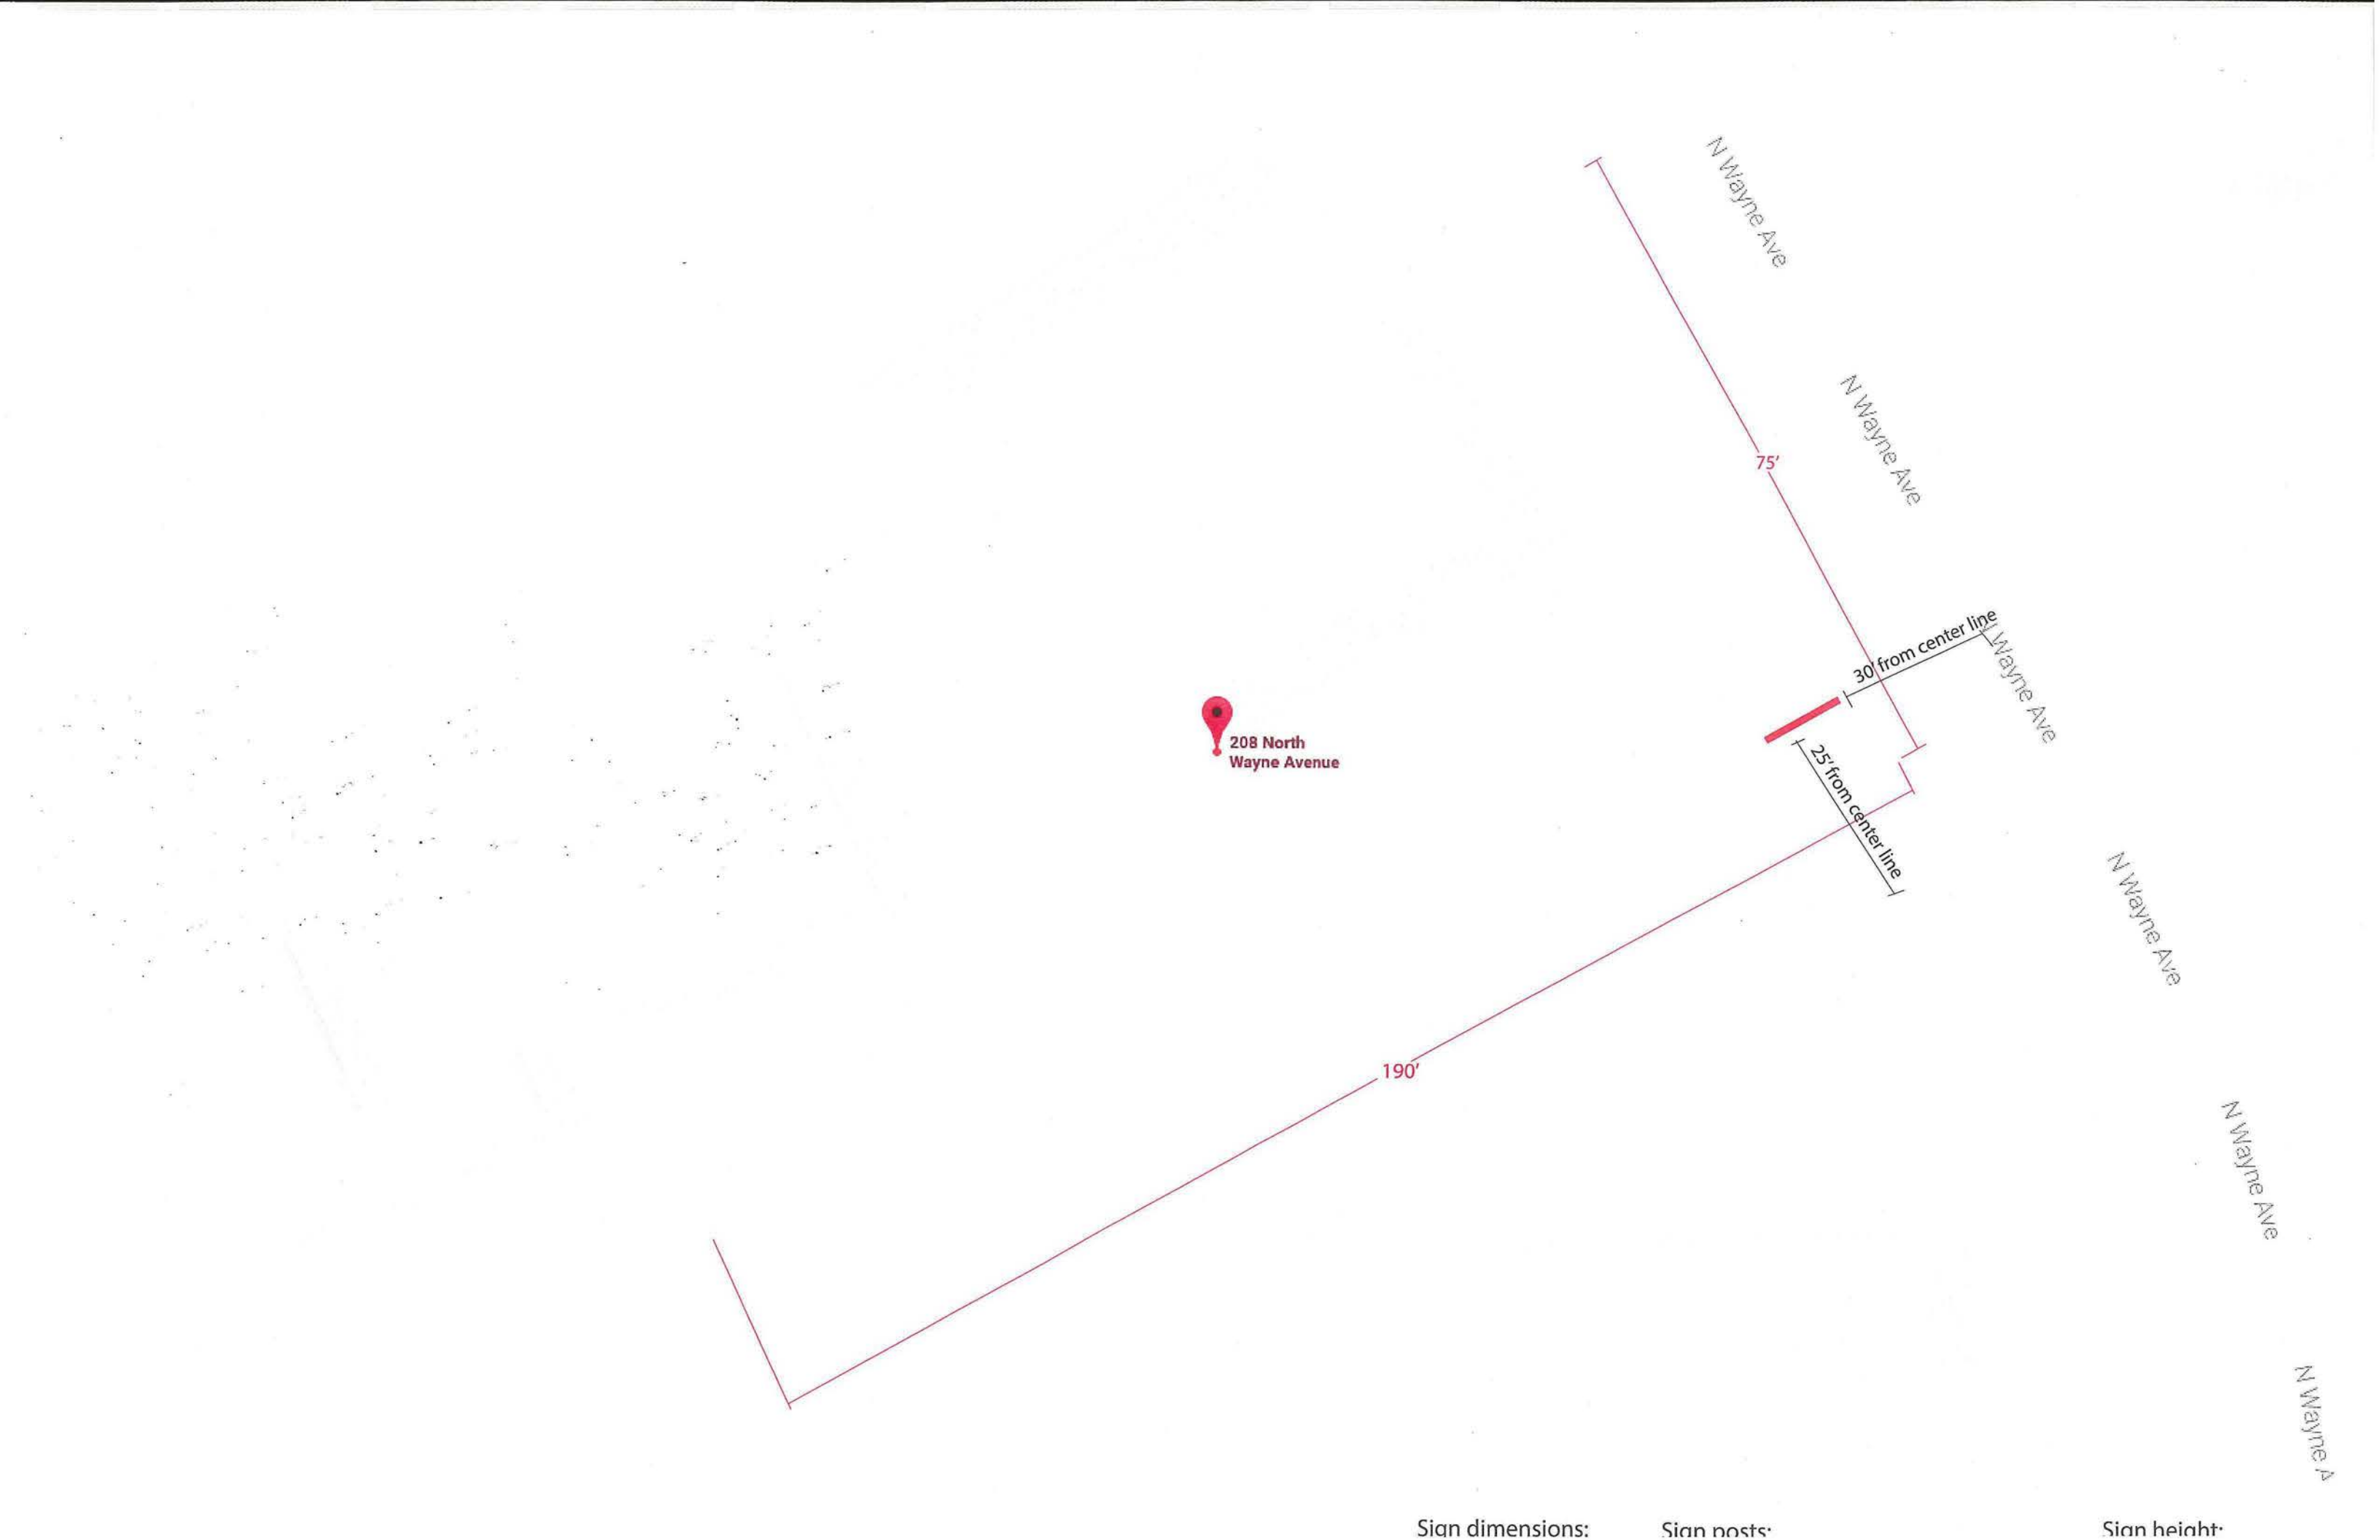 N Wayne Ave
N Wayne Ave
75'
30' from center line
N Wayne Ave
208 North
Wayne Avenue
25' from center line
N Wayne Ave
190'
N Wayne Ave
N Wayne A
Sign dimensions:
Sign posts:
Sign height: